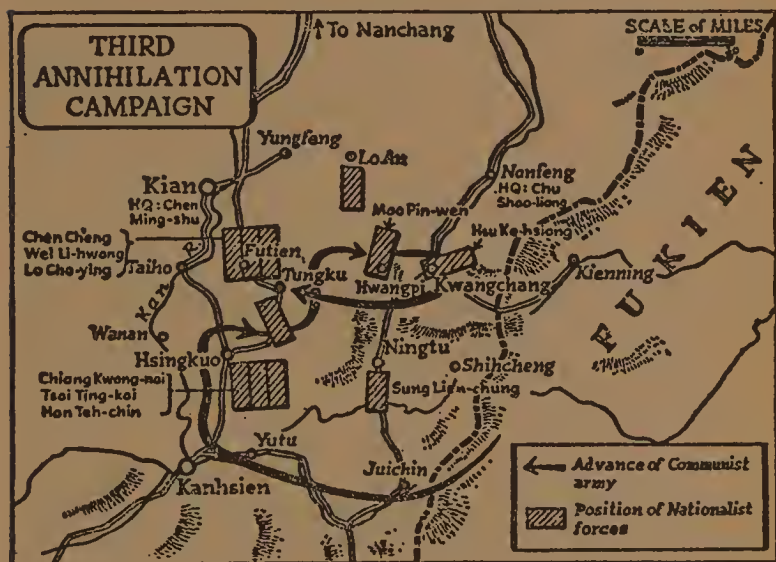 THIRD
ANNIHILATION
CAMPAIGN
To Nanchang
SCALE of MILES
Yungfeng
Lo An
Kian
HQ: Chen
Ming-shu
Nanfeng
HQ: Chu
Shao-liang
Mao Pin-wen
Hsu Ke-hsiang
Chen Cheng
Wei Li-hwang
Lo Cho-ying
Taiho
Kan R.
Futien
Tungku
Hwangpi
Kwangchang
Kienning
FUKIEN
Wanan
Hsingkuo
Ningtu
Shihcheng
Chiang Kwong-nai
Tsai Ting-kai
Han Teh-chin
Sung Lien-chung
Yutu
Juichin
Kanhsien
Advance of Communist
army
Position of Nationalist
forces